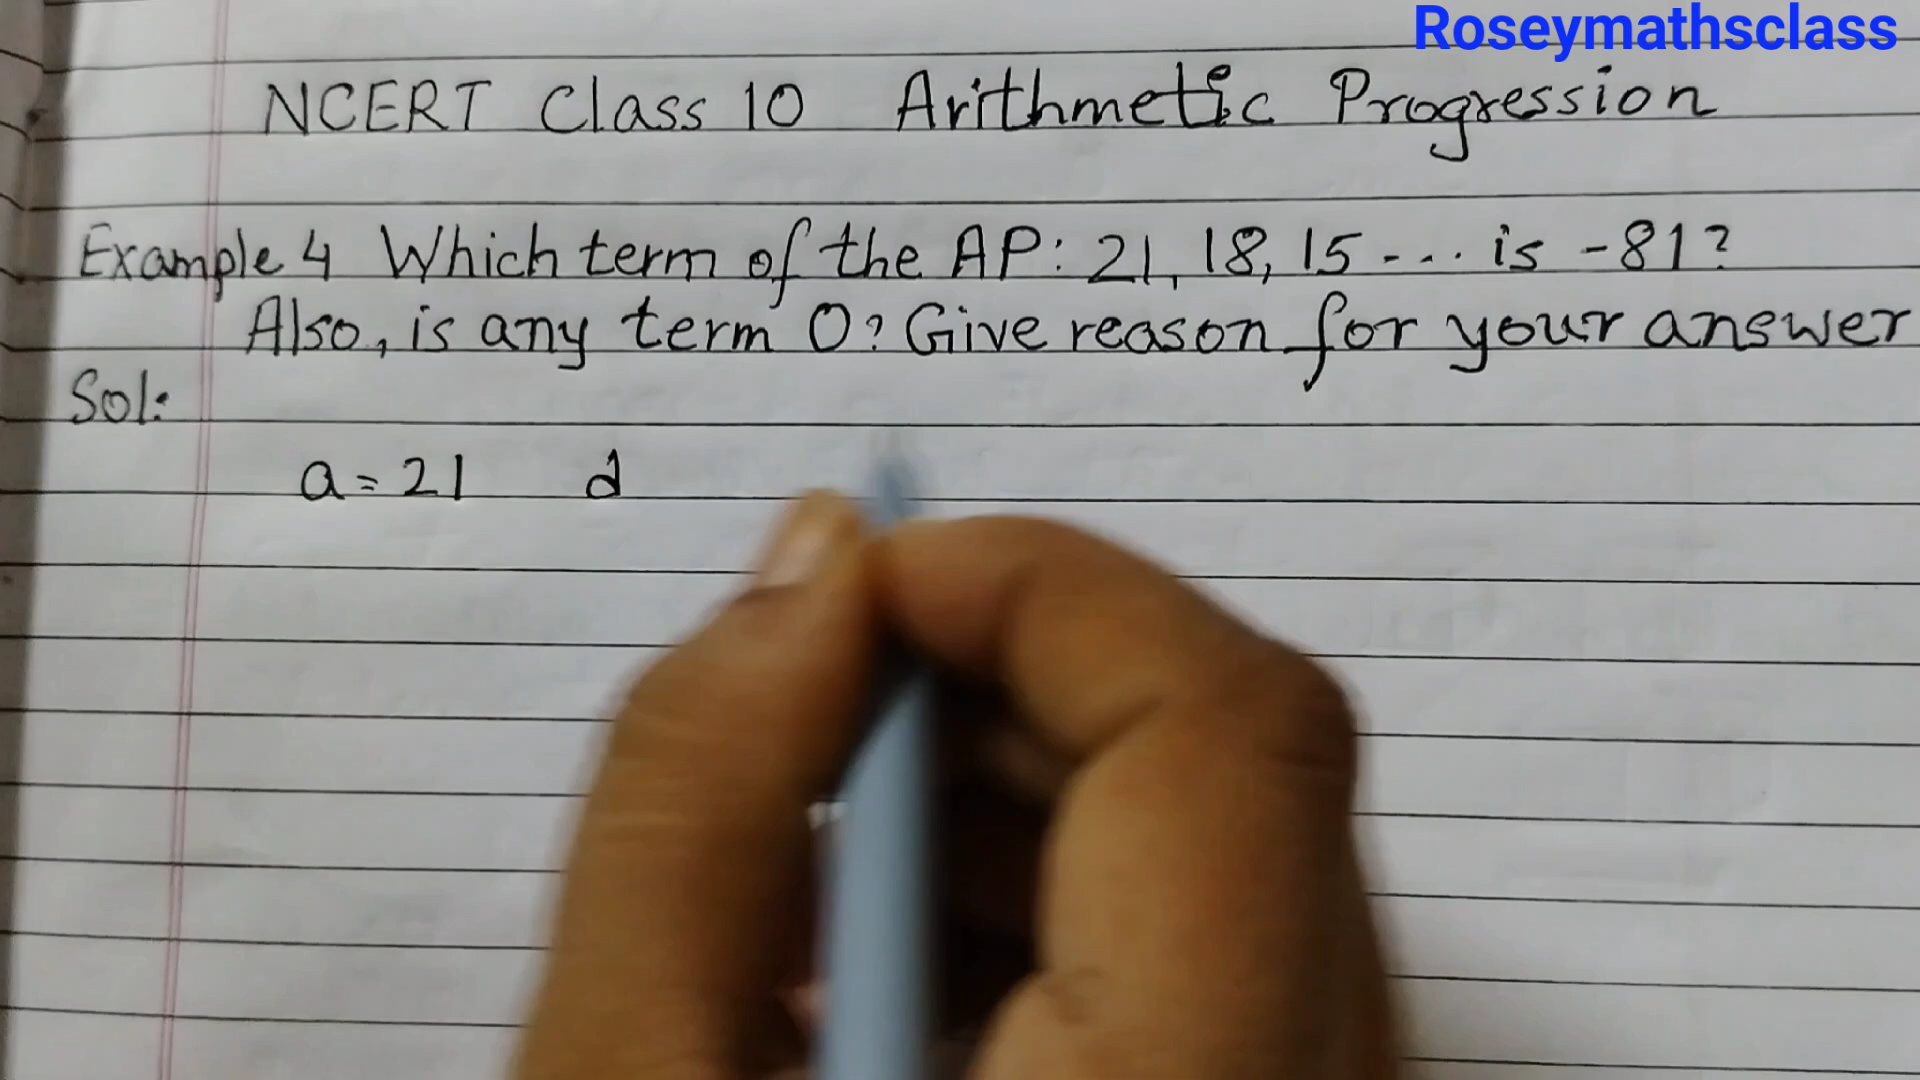 Roseymathsclass
NCERT Class 10 Arithmetic Progression
Example 4 Which term of the AP: 21, 18, 15 - - .. is -81?
Also, is any term 0? Give reason for your answer
Sol:
a = 21 d